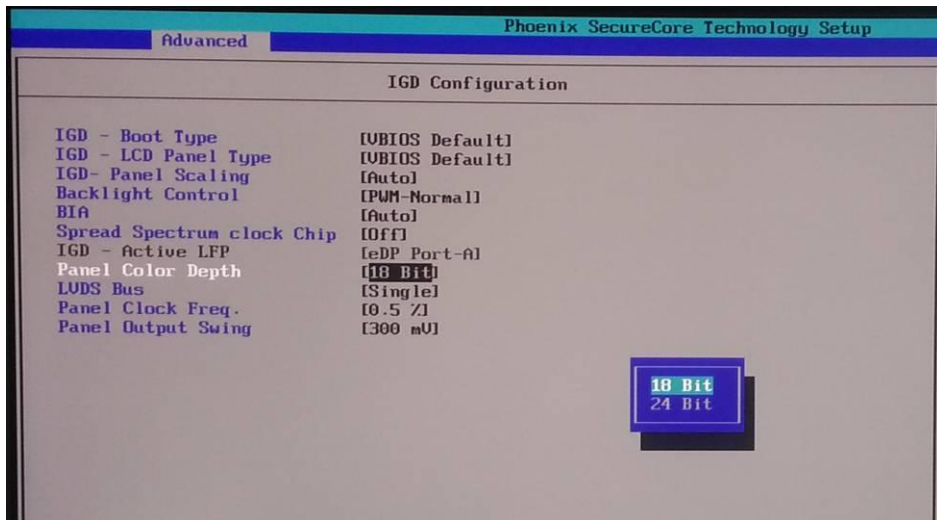 Phoenix SecureCore Technology Setup
Advanced
IGD Configuration
IGD - Boot Type [VBIOS Default]
IGD - LCD Panel Type [VBIOS Default]
IGD- Panel Scaling [Auto]
Backlight Control [PWM-Normal]
BIA [Auto]
Spread Spectrum clock Chip [Off]
IGD - Active LFP [eDP Port-A]
Panel Color Depth [18 Bit]
LVDS Bus [Single]
Panel Clock Freq. [0.5 %]
Panel Output Swing [300 mV]
18 Bit
24 Bit